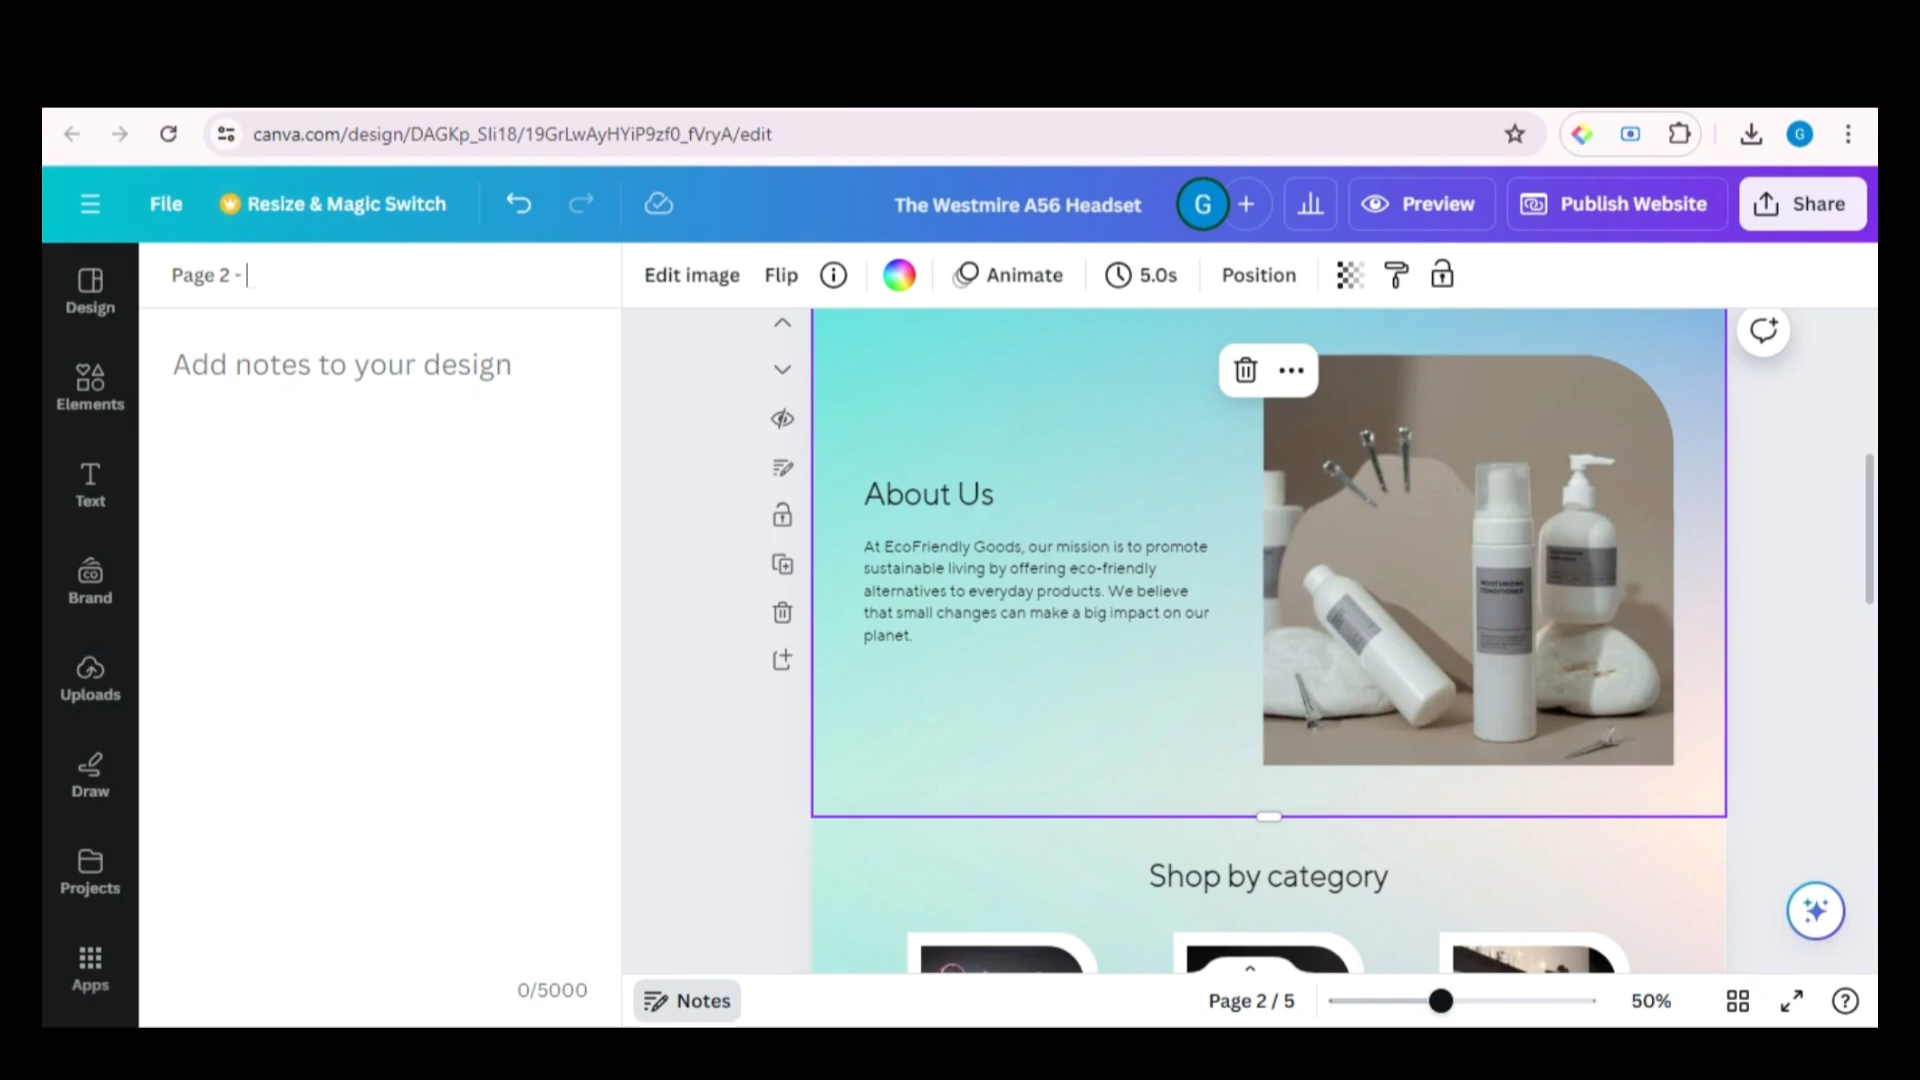 canva.com/design/DAGKp_Sli18/19GrLwAyHYiP9zf0_fVryA/edit
G
File
Resize & Magic Switch
The Westmire A56 Headset
G
Preview
Publish Website
Share
Page 2 -
Edit image
Flip
Animate
5.0s
Position
Design
Elements
Text
Brand
Uploads
Draw
Projects
Apps
Add notes to your design
0/5000
About Us
At EcoFriendly Goods, our mission is to promote
sustainable living by offering eco-friendly
alternatives to everyday products. We believe
that small changes can make a big impact on our
planet.
MOISTURIZING
CONDITIONER
Shop by category
Notes
Page 2 / 5
50%